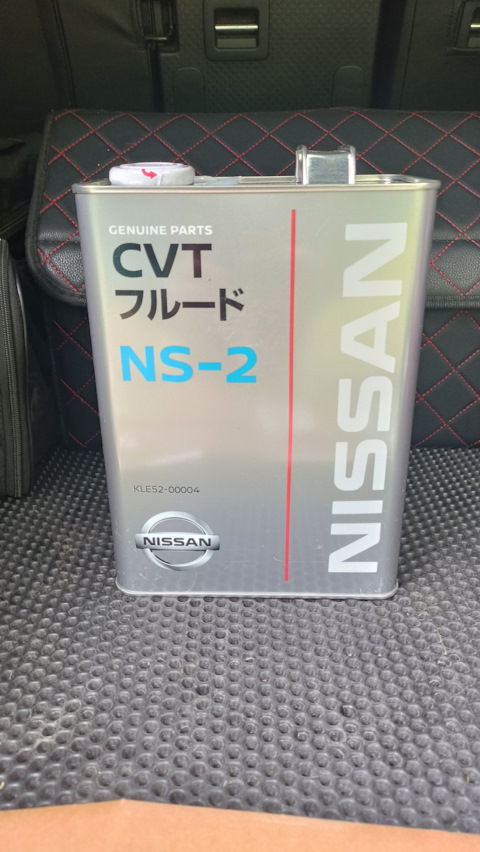 GENUINE PARTS
CVT
フルード
NS-2
KLE52-00004
NISSAN
NISSAN